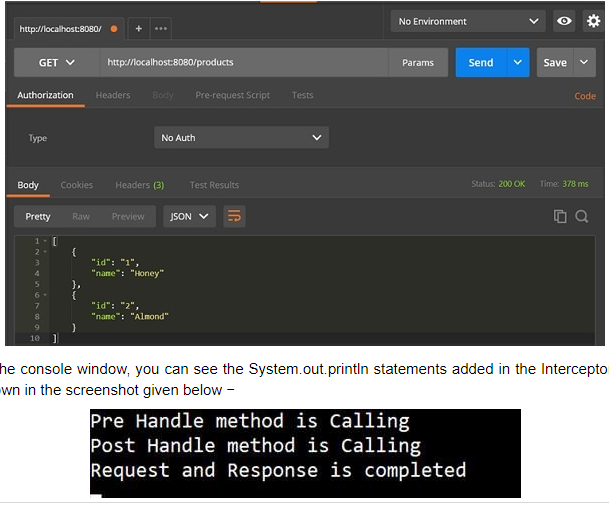 http://localhost:8080/
+
No Environment
GET
http://localhost:8080/products
Params
Send
Save
Authorization
Headers
Body
Pre-request Script
Tests
Code
Type
No Auth
Body
Cookies
Headers (3)
Test Results
Status: 200 OK
Time: 378 ms
Pretty
Raw
Preview
JSON
1 [
2 {
3 "id": "1",
4 "name": "Honey"
5 },
6 {
7 "id": "2",
8 "name": "Almond"
9 }
10 ]
he console window, you can see the System.out.println statements added in the Intercepto
wn in the screenshot given below −
Pre Handle method is Calling
Post Handle method is Calling
Request and Response is completed